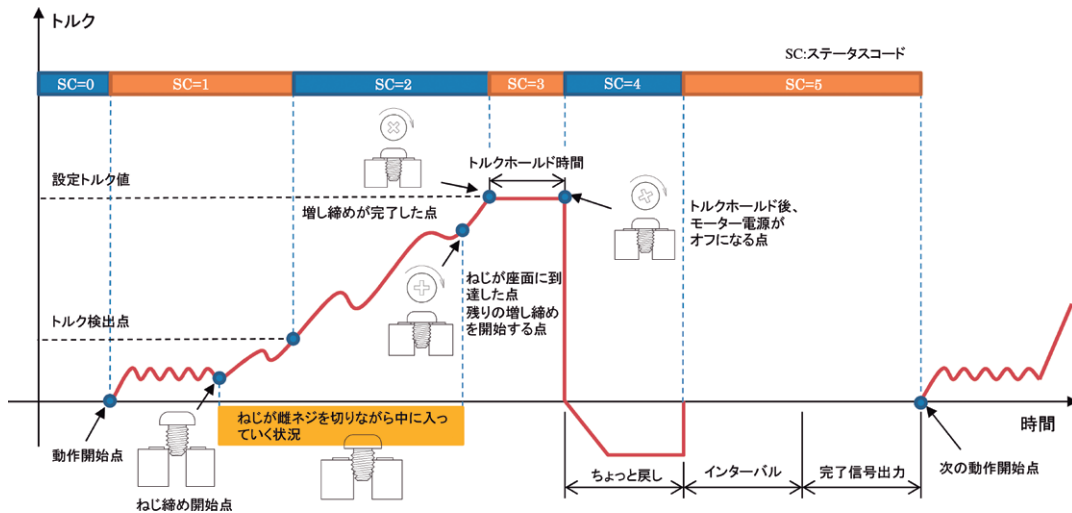 トルク
SC:ステータスコード
SC=0
SC=1
SC=2
SC=3
SC=4
SC=5
設定トルク値
トルクホールド時間
増し締めが完了した点
トルクホールド後、
モーター電源が
オフになる点
ねじが座面に到
達した点
残りの増し締め
を開始する点
トルク検出点
ねじが雌ネジを切りながら中に入っ
ていく状況
時間
動作開始点
ねじ締め開始点
ちょっと戻し
インターバル
完了信号出力
次の動作開始点